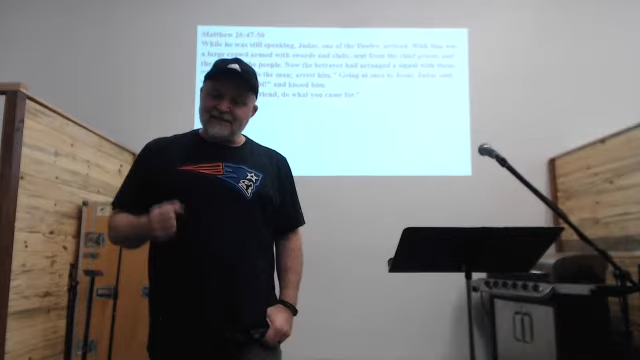 Matthew 26:47-50
While he was still speaking, Judas, one of the Twelve, arrived. With him was
a large crowd armed with swords and clubs, sent from the chief priests and
the people. Now the betrayer had arranged a signal with them:
is the man; arrest him." Going at once to Jesus, Judas said,
and kissed him.
friend, do what you came for."